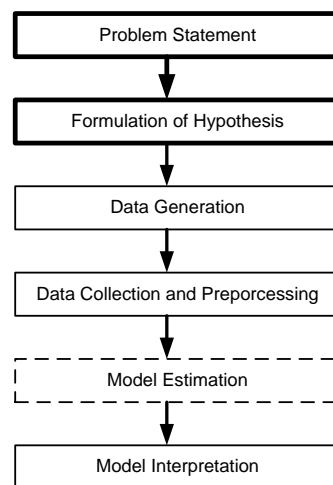 Problem Statement
Formulation of Hypothesis
Data Generation
Data Collection and Preporcessing
Model Estimation
Model Interpretation